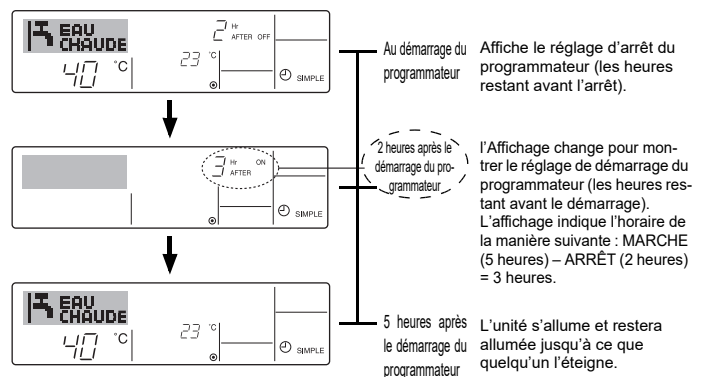 EAU
CHAUDE
2 Hr
AFTER OFF
40 °C
23 °C
SIMPLE
Au démarrage du
programmateur
Affiche le réglage d'arrêt du
programmateur (les heures
restant avant l'arrêt).
3 Hr ON
AFTER
SIMPLE
2 heures après le
démarrage du pro-
grammateur
l'Affichage change pour mon-
trer le réglage de démarrage du
programmateur (les heures res-
tant avant le démarrage).
L'affichage indique l'horaire de
la manière suivante : MARCHE
(5 heures) – ARRÊT (2 heures)
= 3 heures.
EAU
CHAUDE
40 °C
23 °C
SIMPLE
5 heures après
le démarrage du
programmateur
L'unité s'allume et restera
allumée jusqu'à ce que
quelqu'un l'éteigne.